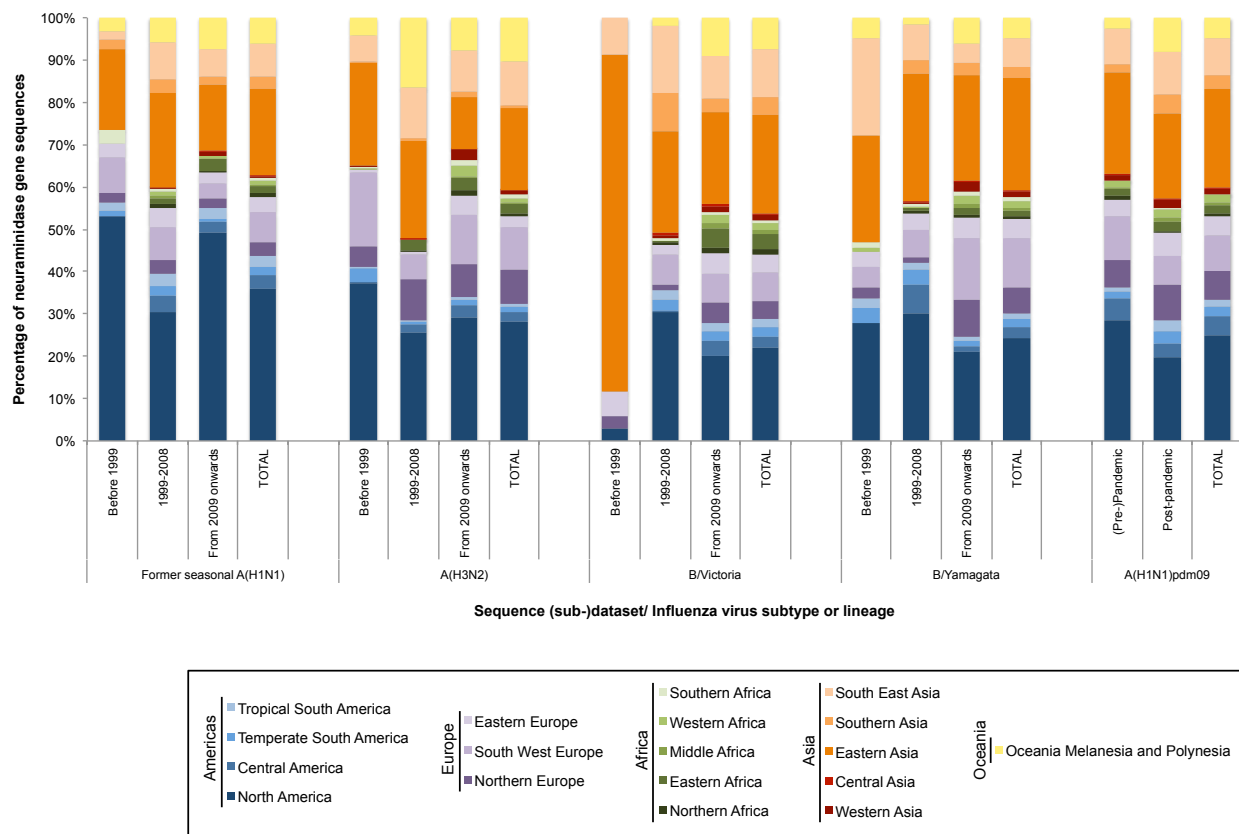 Percentage of neuraminidase gene sequences
100%
90%
80%
70%
60%
50%
40%
30%
20%
10%
0%
Before 1999
1999-2008
From 2009 onwards
TOTAL
Before 1999
1999-2008
From 2009 onwards
TOTAL
Before 1999
1999-2008
From 2009 onwards
TOTAL
Before 1999
1999-2008
From 2009 onwards
TOTAL
(Pre-)Pandemic
Post-pandemic
TOTAL
Former seasonal A(H1N1)
A(H3N2)
B/Victoria
B/Yamagata
A(H1N1)pdm09
Sequence (sub-)dataset/ Influenza virus subtype or lineage
Americas
Tropical South America
Temperate South America
Central America
North America
Europe
Eastern Europe
South West Europe
Northern Europe
Africa
Southern Africa
Western Africa
Middle Africa
Eastern Africa
Northern Africa
Asia
South East Asia
Southern Asia
Eastern Asia
Central Asia
Western Asia
Oceania
Oceania Melanesia and Polynesia